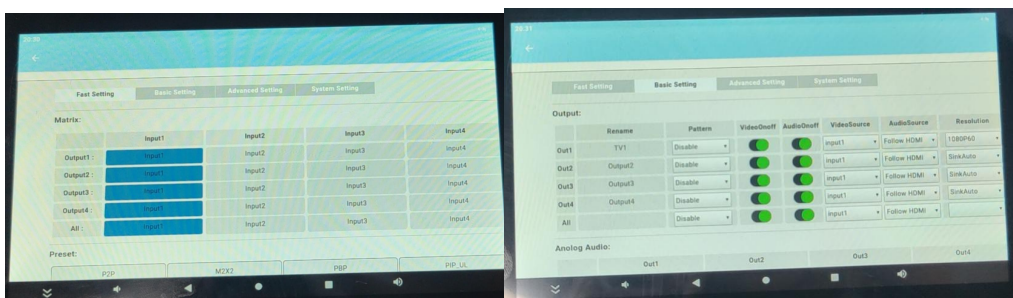 20:30
Fast Setting Basic Setting Advanced Setting System Setting
Matrix:
Input1 Input2 Input3 Input4
Output1 : Input1 Input2 Input3 Input4
Output2 : Input1 Input2 Input3 Input4
Output3 : Input1 Input2 Input3 Input4
Output4 : Input1 Input2 Input3 Input4
All : Input1 Input2 Input3 Input4
Preset:
P2P M2X2 PBP PIP_UL
20:31
Fast Setting Basic Setting Advanced Setting System Setting
Output:
Rename Pattern VideoOnoff AudioOnoff VideoSource AudioSource Resolution
Out1 TV1 Disable input1 Follow HDMI 1080P60
Out2 Output2 Disable input1 Follow HDMI SinkAuto
Out3 Output3 Disable input1 Follow HDMI SinkAuto
Out4 Output4 Disable input1 Follow HDMI SinkAuto
All Disable input1 Follow HDMI
Anolog Audio:
Out1 Out2 Out3 Out4